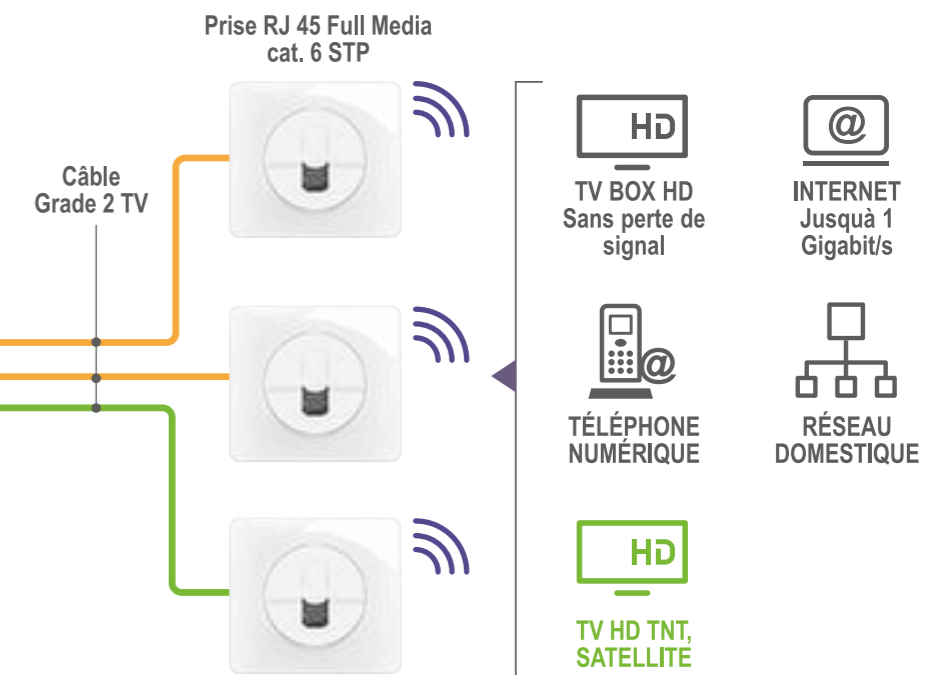 Prise RJ 45 Full Media
cat. 6 STP
Câble
Grade 2 TV
HD
TV BOX HD
Sans perte de
signal
@
INTERNET
Jusquà 1
Gigabit/s
@
TÉLÉPHONE
NUMÉRIQUE
RÉSEAU
DOMESTIQUE
HD
TV HD TNT,
SATELLITE